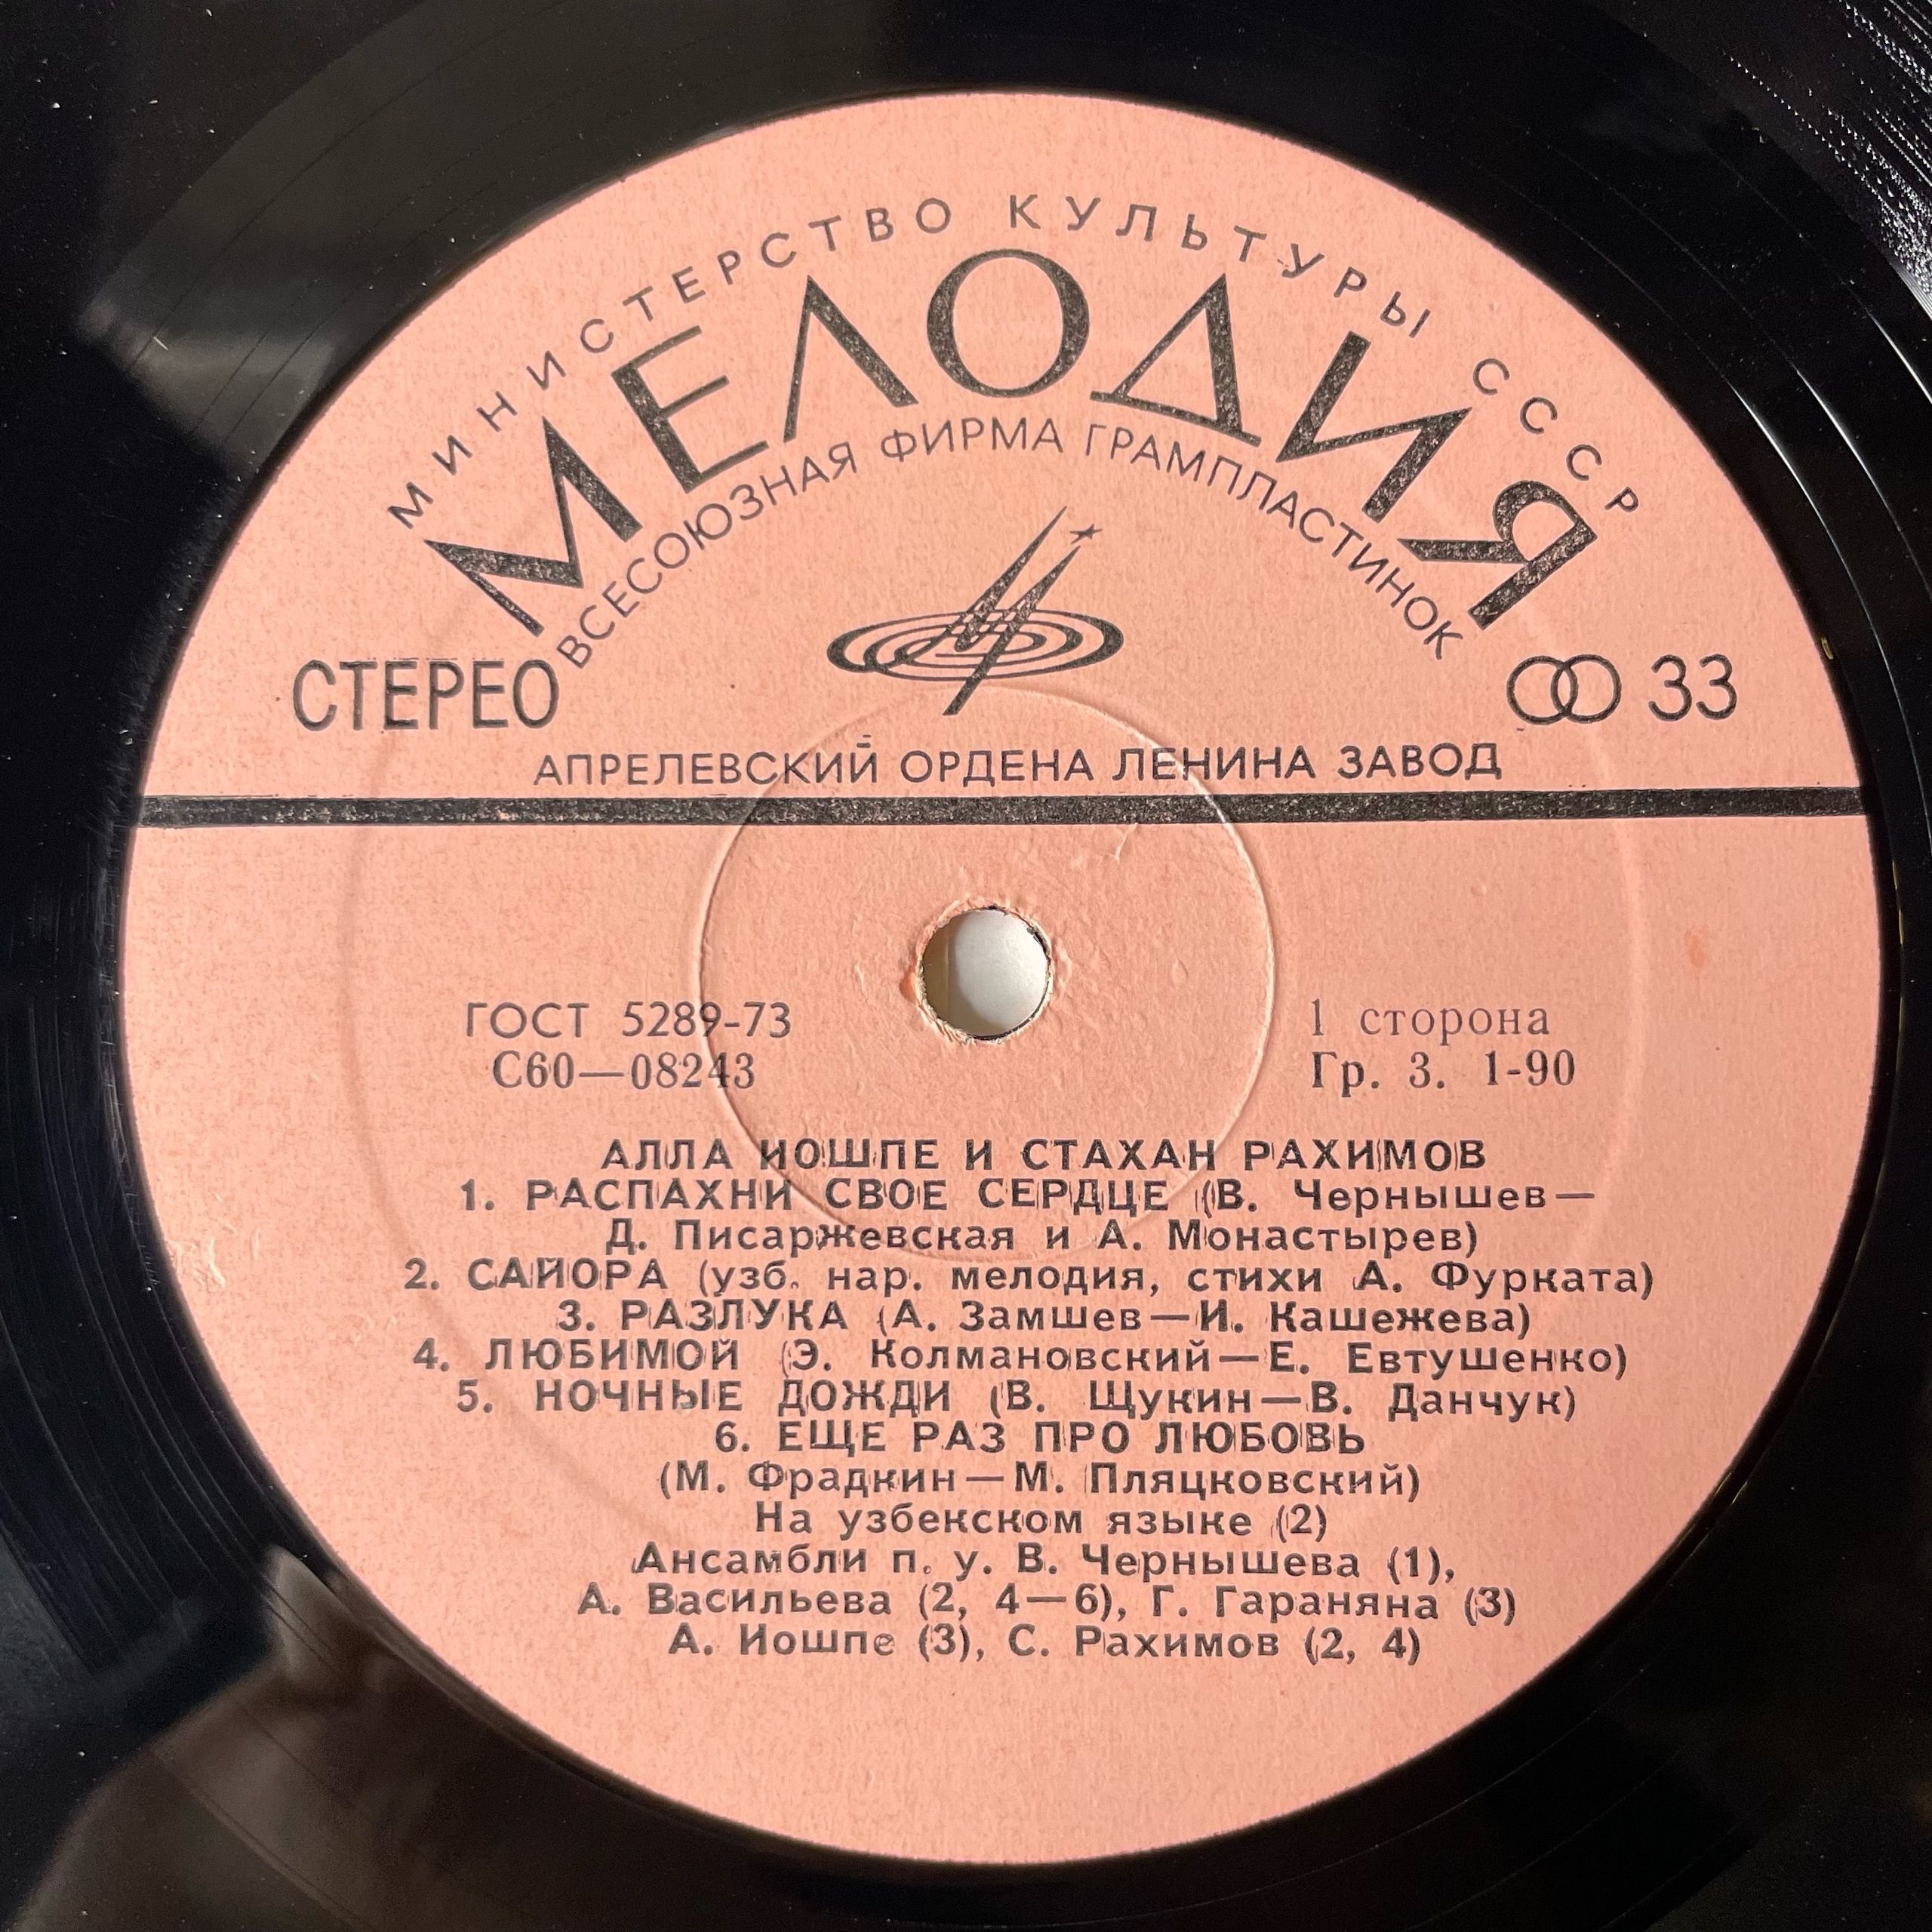 МИНИСТЕРСТВО КУЛЬТУРЫ СССР
МЕЛОДИЯ
ВСЕСОЮЗНАЯ ФИРМА ГРАМПЛАСТИНОК
СТЕРЕО
33
АПРЕЛЕВСКИЙ ОРДЕНА ЛЕНИНА ЗАВОД
ГОСТ 5289-73
С60—08243
1 сторона
Гр. 3. 1-90
АЛЛА ИОШПЕ И СТАХАН РАХИМОВ
1. РАСПАХНИ СВОЕ СЕРДЦЕ (В. Чернышев—
Д. Писаржевская и А. Монастырев)
2. САЙОРА (узб. нар. мелодия, стихи А. Фурката)
3. РАЗЛУКА (А. Замшев—И. Кашежева)
4. ЛЮБИМОЙ (Э. Колмановский—Е. Евтушенко)
5. НОЧНЫЕ ДОЖДИ (В. Щукин—В. Данчук)
6. ЕЩЕ РАЗ ПРО ЛЮБОВЬ
(М. Фрадкин—М. Пляцковский)
На узбекском языке (2)
Ансамбли п. у. В. Чернышева (1),
А. Васильева (2, 4—6), Г. Гараняна (3)
А. Иошпе (3), С. Рахимов (2, 4)